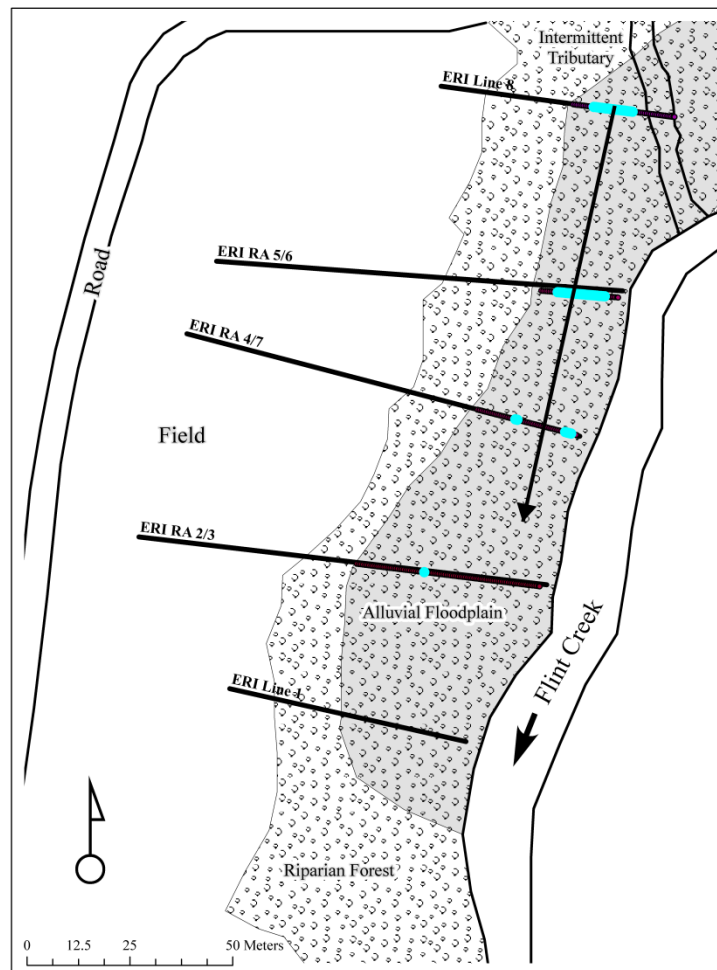 Intermittent
Tributary
ERI Line 8
ERI RA 5/6
Road
ERI RA 4/7
Field
ERI RA 2/3
Alluvial Floodplain
Flint Creek
ERI Line 1
Riparian Forest
0 12.5 25 50 Meters